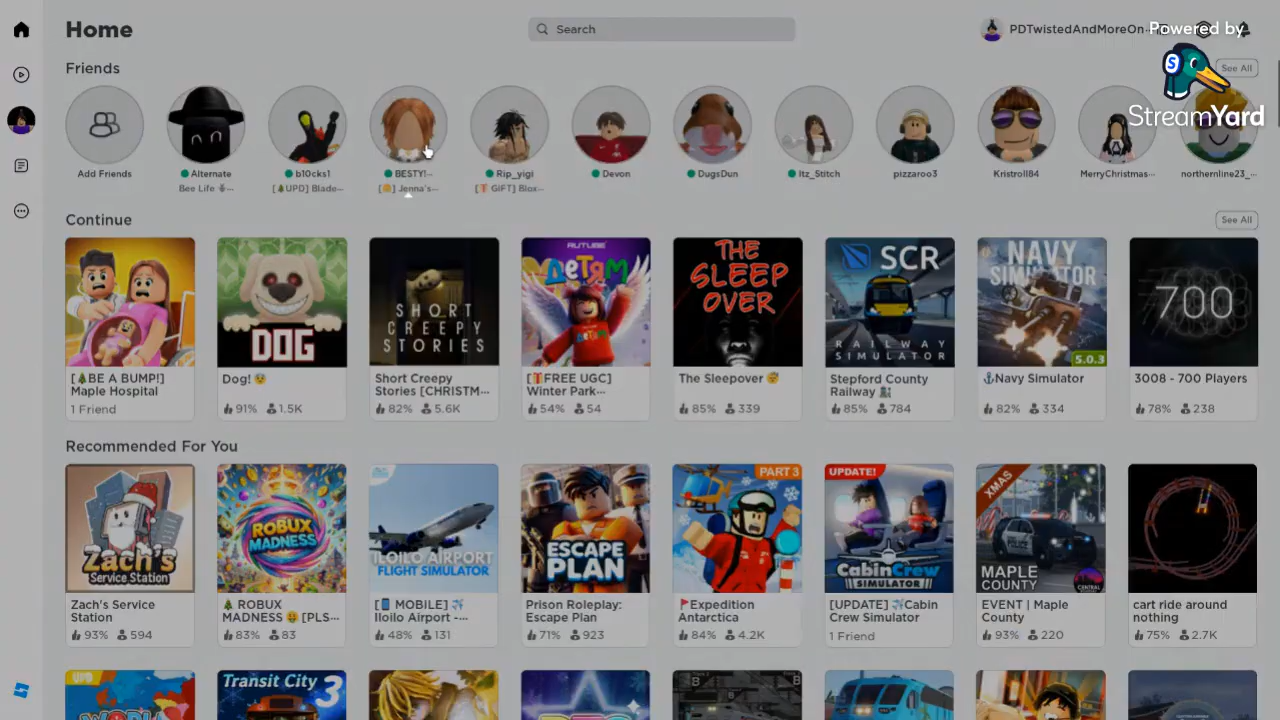 Home
Search
PDTwistedAndMoreOn
Powered by
StreamYard
Friends
See All
Add Friends
Alternate
Bee Life
b10cks1
[🎄UPD] Blade···
BESTY!···
[🌼] Jenna's···
Rip_yigi
[🎁 GIFT] Blox···
Devon
DugsDun
Itz_5titch
pizzaroo3
Kristroll84
MerryChristmas···
northernline23_···
Continue
See All
DOG
SHORT
CREEPY
STORIES
RUTUBE
ДЕТЯМ
THE
SLEEP
OVER
SCR
RAILWAY
SIMULATOR
NAVY
SIMULATOR
5.0.3
700
[🎄BE A BUMP!]
Maple Hospital
1 Friend
Dog! 😰
91% 1.5K
Short Creepy
Stories [CHRISTM···
82% 5.6K
[🎁FREE UGC]
Winter Park···
54% 54
The Sleepover 😴
85% 339
Stepford County
Railway 🚉
85% 784
⚓Navy Simulator
82% 334
3008 - 700 Players
78% 238
Recommended For You
Zach's
Service Station
ROBUX
MADNESS
ILOILO AIRPORT
FLIGHT SIMULATOR
ESCAPE
PLAN
PART 3
UPDATE!
CabinCrew
SIMULATOR
XMAS
POLICE
MAPLE
COUNTY
CENTRAL
Zach's Service
Station
93% 594
🎄 ROBUX
MADNESS 🤑 [PLS···
83% 83
[📱 MOBILE] ✈️
Iloilo Airport -···
48% 131
Prison Roleplay:
Escape Plan
71% 923
🚩Expedition
Antarctica
84% 4.2K
[UPDATE] ✈️Cabin
Crew Simulator
1 Friend
EVENT | Maple
County
93% 220
cart ride around
nothing
75% 2.7K
UPD
Transit City 3